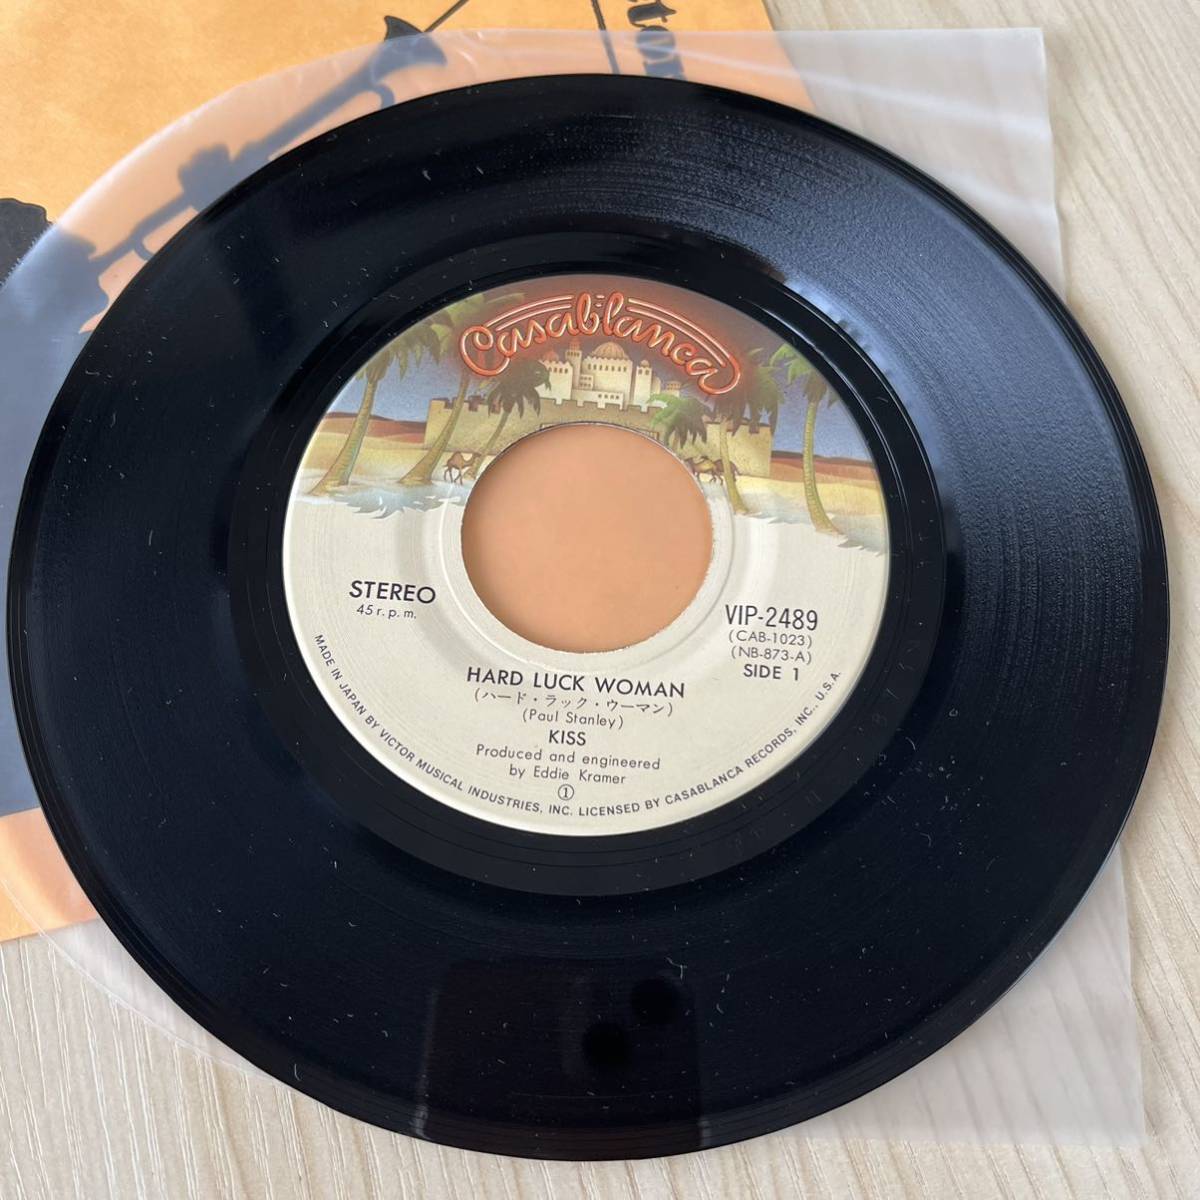 Casablanca
STEREO
45 r.p.m.
VIP-2489
(CAB-1023)
(NB-873-A)
SIDE 1
HARD LUCK WOMAN
(ハード・ラック・ウーマン)
(Paul Stanley)
KISS
Produced and engineered
by Eddie Kramer
①
MADE IN JAPAN BY VICTOR MUSICAL INDUSTRIES, INC. LICENSED BY CASABLANCA RECORDS, INC., U.S.A.